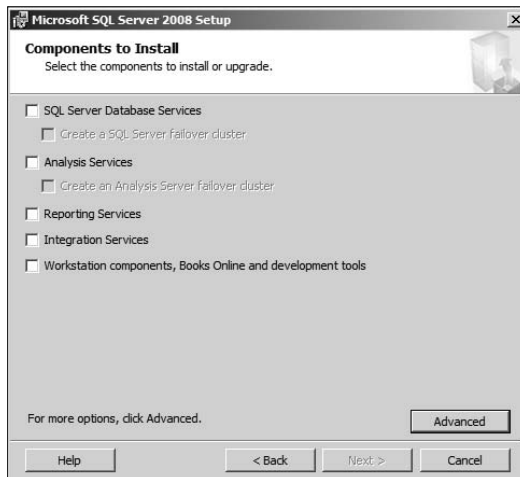 Microsoft SQL Server 2008 Setup
Components to Install
Select the components to install or upgrade.
SQL Server Database Services
Create a SQL Server failover cluster
Analysis Services
Create an Analysis Server failover cluster
Reporting Services
Integration Services
Workstation components, Books Online and development tools
For more options, click Advanced.
Advanced
Help
< Back
Next >
Cancel